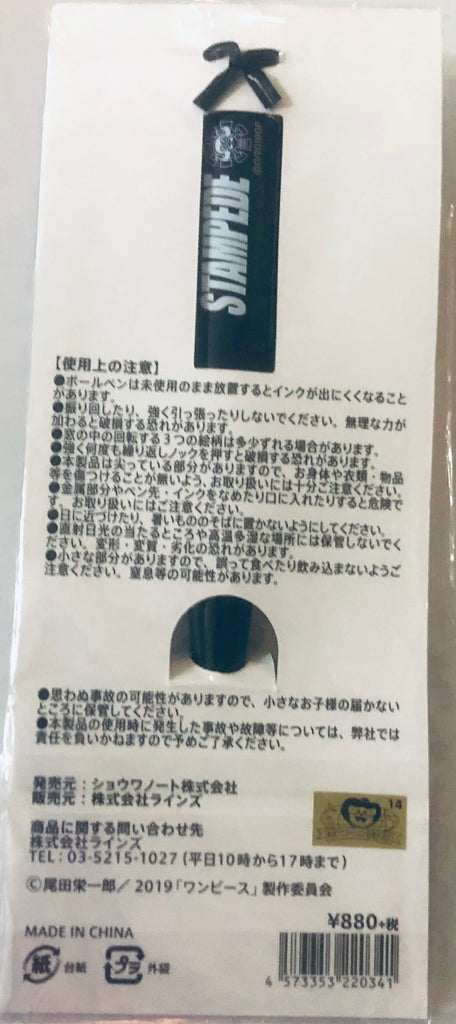 STAMPEDE
【使用上の注意】
●ボールペンは未使用のまま放置するとインクが出にくくなること
があります。
●振り回したり、強く引っ張ったりしないでください。無理な力が
加わると破損する恐れがあります。
●窓の中の回転する3つの絵柄は多少ずれる場合があります。
●強く何度も繰り返しノックを押すと破損する恐れがあります。
●本製品は尖っている部分がありますので、お身体や衣類・物品
等を傷つけることが無いよう、お取り扱いには十分ご注意ください。
●金属部分やペン先・インクをなめたり口に入れたりすると危険で
す。お取り扱いにはご注意ください。
●火に近づけたり、暑いもののそばに置かないようにしてください。
●直射日光の当たるところや高温多湿な場所には保管しないでく
ださい。変形・変質・劣化の恐れがあります。
●小さな部分がありますので、誤って食べたり飲み込まないようご
注意ください。窒息等の可能性があります。
●思わぬ事故の可能性がありますので、小さなお子様の届かない
ところに保管してください。
●本製品の使用時に発生した事故や故障等については、弊社では
責任を負いかねますので予めご了承ください。
発売元：ショウワノート株式会社
販売元：株式会社ラインズ
商品に関する問い合わせ先
株式会社ラインズ
TEL：03-5215-1027 (平日10時から17時まで)
14
©尾田栄一郎／2019「ワンピース」製作委員会
¥880+税
MADE IN CHINA
紙 台紙 プラ 外袋
4 573353 220341